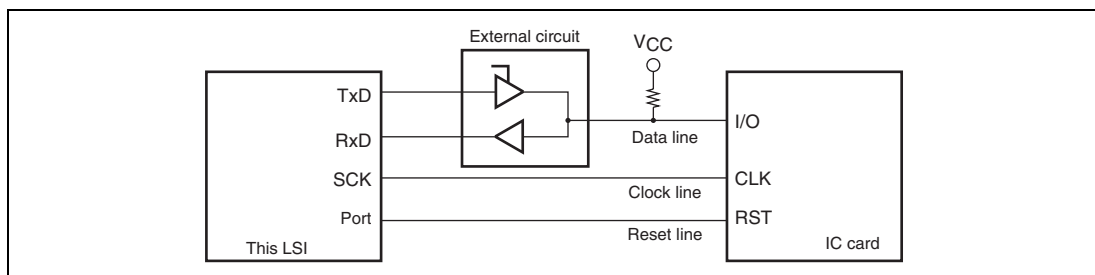 External circuit
VCC
TxD
RxD
SCK
Port
This LSI
Data line
Clock line
Reset line
I/O
CLK
RST
IC card